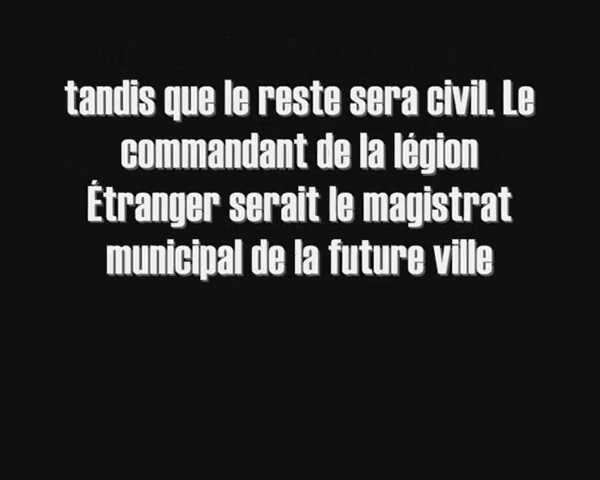 tandis que le reste sera civil. Le
commandant de la légion
Étranger serait le magistrat
municipal de la future ville